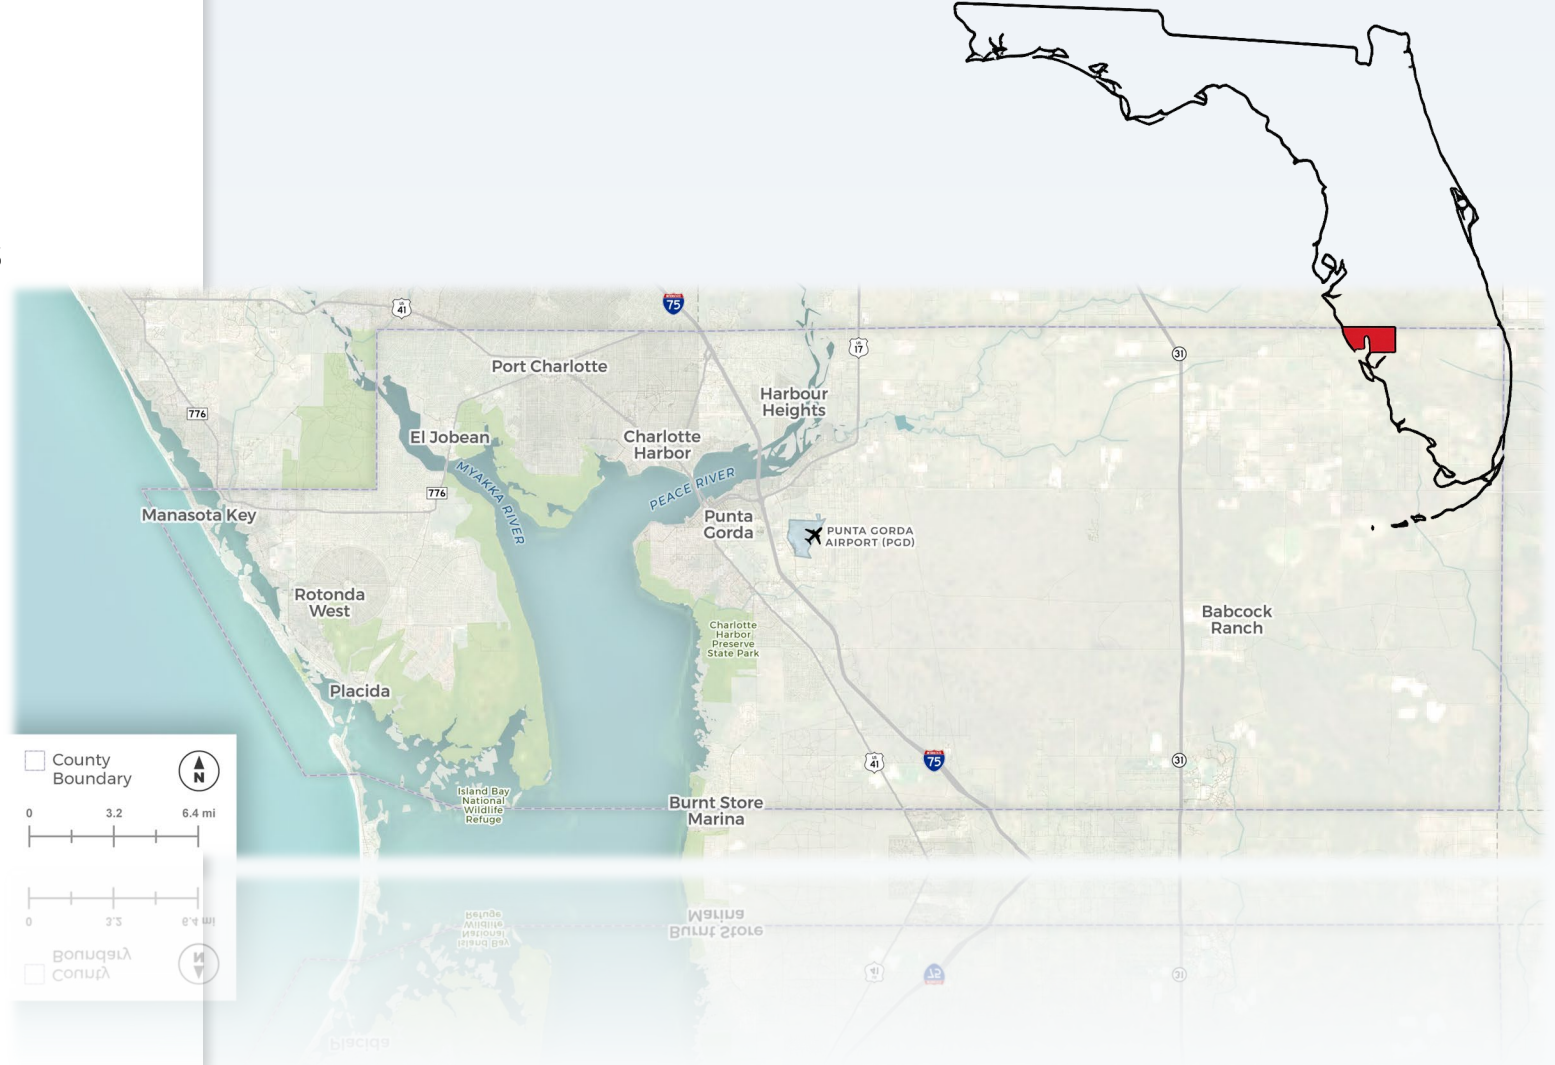 41
75
17
31
Port Charlotte
Harbour
Heights
776
El Jobean
Charlotte
Harbor
MYAKKA RIVER
PEACE RIVER
776
Manasota Key
Punta
Gorda
PUNTA GORDA
AIRPORT (PGD)
Rotonda
West
Babcock
Ranch
Charlotte
Harbor
Preserve
State Park
Placida
41
75
31
County
Boundary
N
Island Bay
National
Wildlife
Refuge
Burnt Store
Marina
0 3.2 6.4 mi